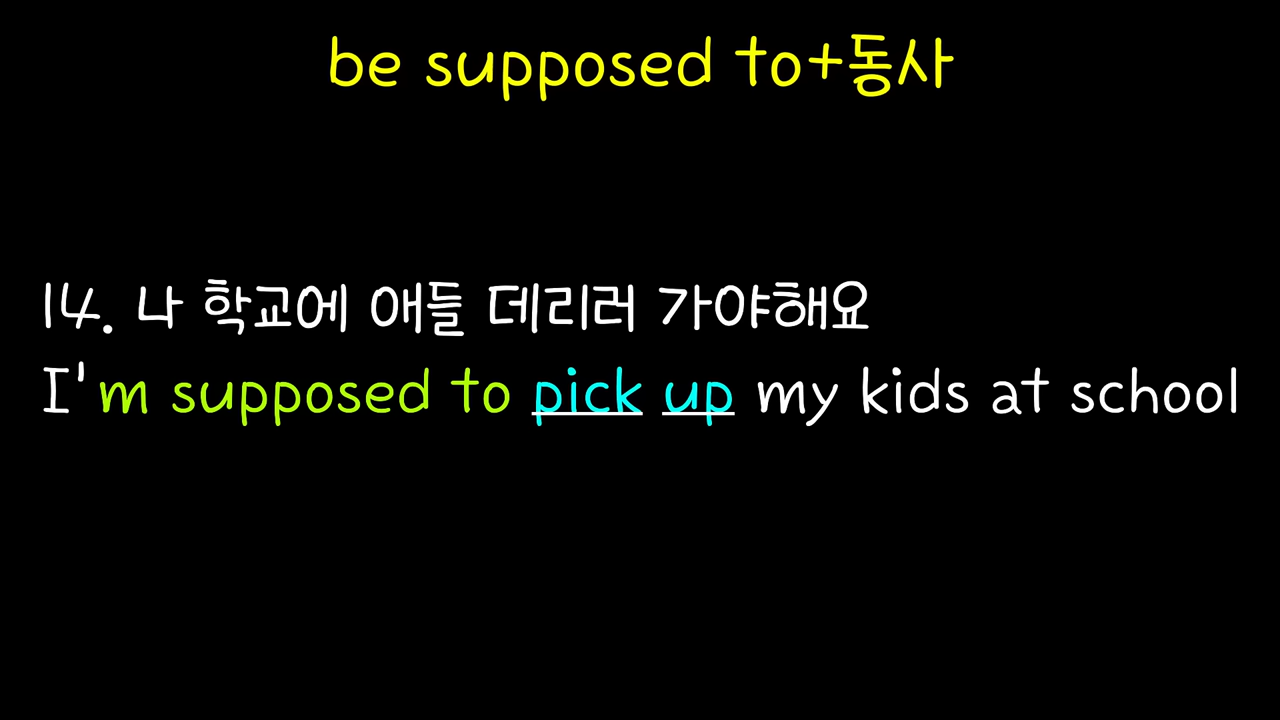 be supposed to+동사
14. 나 학교에 애들 데리러 가야해요
I'm supposed to pick up my kids at school